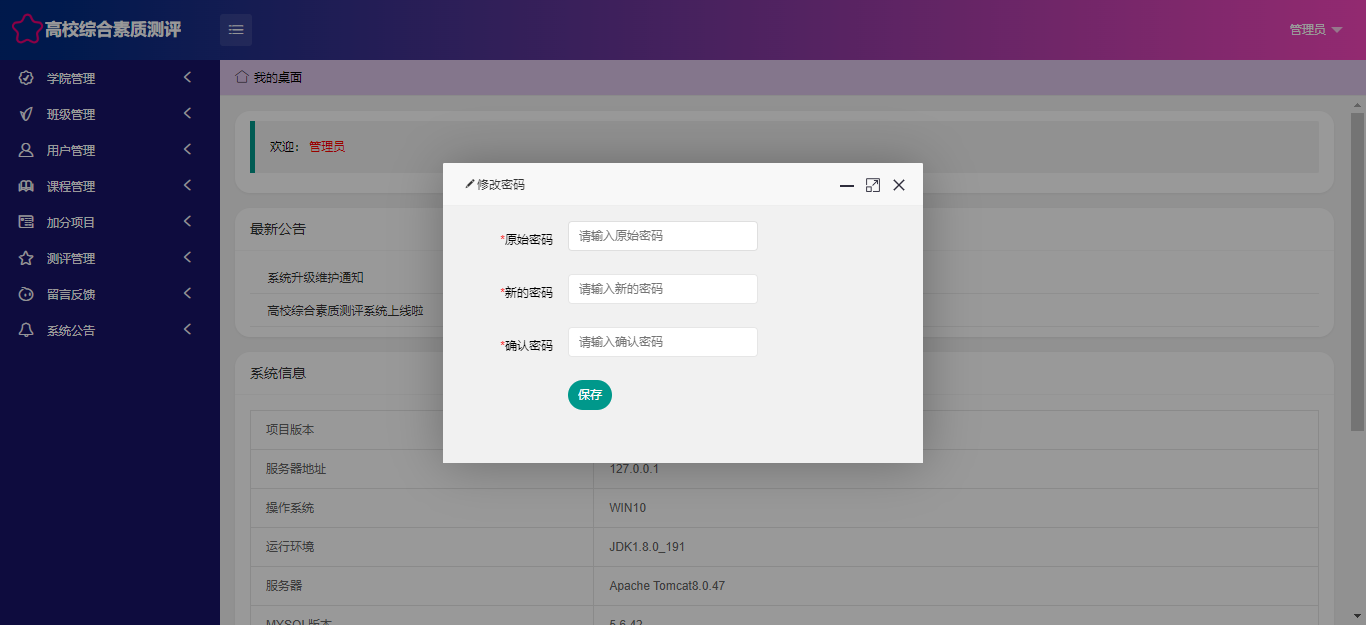 高校综合素质测评
管理员
学院管理
班级管理
用户管理
课程管理
加分项目
测评管理
留言反馈
系统公告
我的桌面
欢迎： 管理员
最新公告
系统升级维护通知
高校综合素质测评系统上线啦
系统信息
项目版本
服务器地址 127.0.0.1
操作系统 WIN10
运行环境 JDK1.8.0_191
服务器 Apache Tomcat8.0.47
MYSQL版本 5.6.42
修改密码
*原始密码 请输入原始密码
*新的密码 请输入新的密码
*确认密码 请输入确认密码
保存